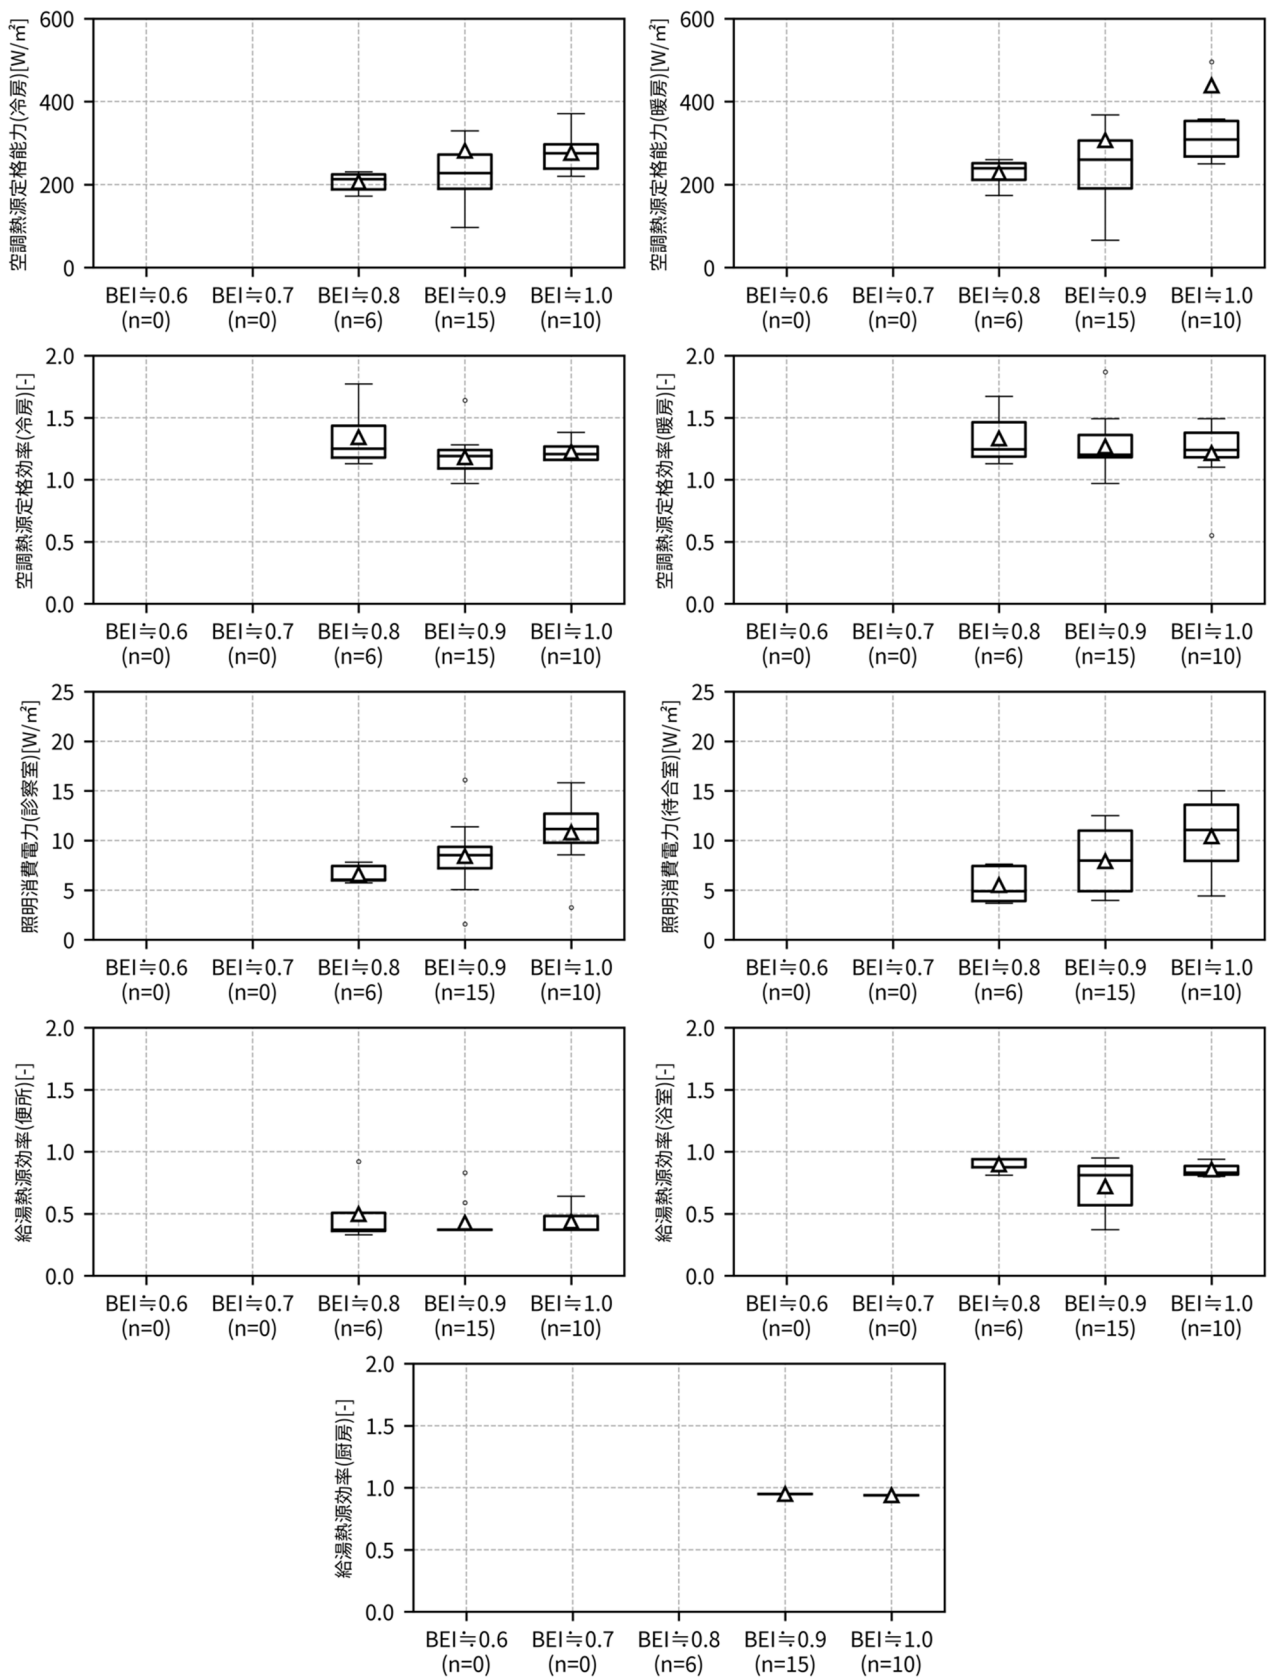 空調熱源定格能力(冷房)[W/㎡]
600
400
200
0
BEI≒0.6
(n=0)
BEI≒0.7
(n=0)
BEI≒0.8
(n=6)
BEI≒0.9
(n=15)
BEI≒1.0
(n=10)
空調熱源定格能力(暖房)[W/㎡]
600
400
200
0
BEI≒0.6
(n=0)
BEI≒0.7
(n=0)
BEI≒0.8
(n=6)
BEI≒0.9
(n=15)
BEI≒1.0
(n=10)
空調熱源定格効率(冷房)[-]
2.0
1.5
1.0
0.5
0.0
BEI≒0.6
(n=0)
BEI≒0.7
(n=0)
BEI≒0.8
(n=6)
BEI≒0.9
(n=15)
BEI≒1.0
(n=10)
空調熱源定格効率(暖房)[-]
2.0
1.5
1.0
0.5
0.0
BEI≒0.6
(n=0)
BEI≒0.7
(n=0)
BEI≒0.8
(n=6)
BEI≒0.9
(n=15)
BEI≒1.0
(n=10)
照明消費電力(診察室)[W/㎡]
25
20
15
10
5
0
BEI≒0.6
(n=0)
BEI≒0.7
(n=0)
BEI≒0.8
(n=6)
BEI≒0.9
(n=15)
BEI≒1.0
(n=10)
照明消費電力(待合室)[W/㎡]
25
20
15
10
5
0
BEI≒0.6
(n=0)
BEI≒0.7
(n=0)
BEI≒0.8
(n=6)
BEI≒0.9
(n=15)
BEI≒1.0
(n=10)
給湯熱源効率(便所)[-]
2.0
1.5
1.0
0.5
0.0
BEI≒0.6
(n=0)
BEI≒0.7
(n=0)
BEI≒0.8
(n=6)
BEI≒0.9
(n=15)
BEI≒1.0
(n=10)
給湯熱源効率(浴室)[-]
2.0
1.5
1.0
0.5
0.0
BEI≒0.6
(n=0)
BEI≒0.7
(n=0)
BEI≒0.8
(n=6)
BEI≒0.9
(n=15)
BEI≒1.0
(n=10)
給湯熱源効率(厨房)[-]
2.0
1.5
1.0
0.5
0.0
BEI≒0.6
(n=0)
BEI≒0.7
(n=0)
BEI≒0.8
(n=6)
BEI≒0.9
(n=15)
BEI≒1.0
(n=10)